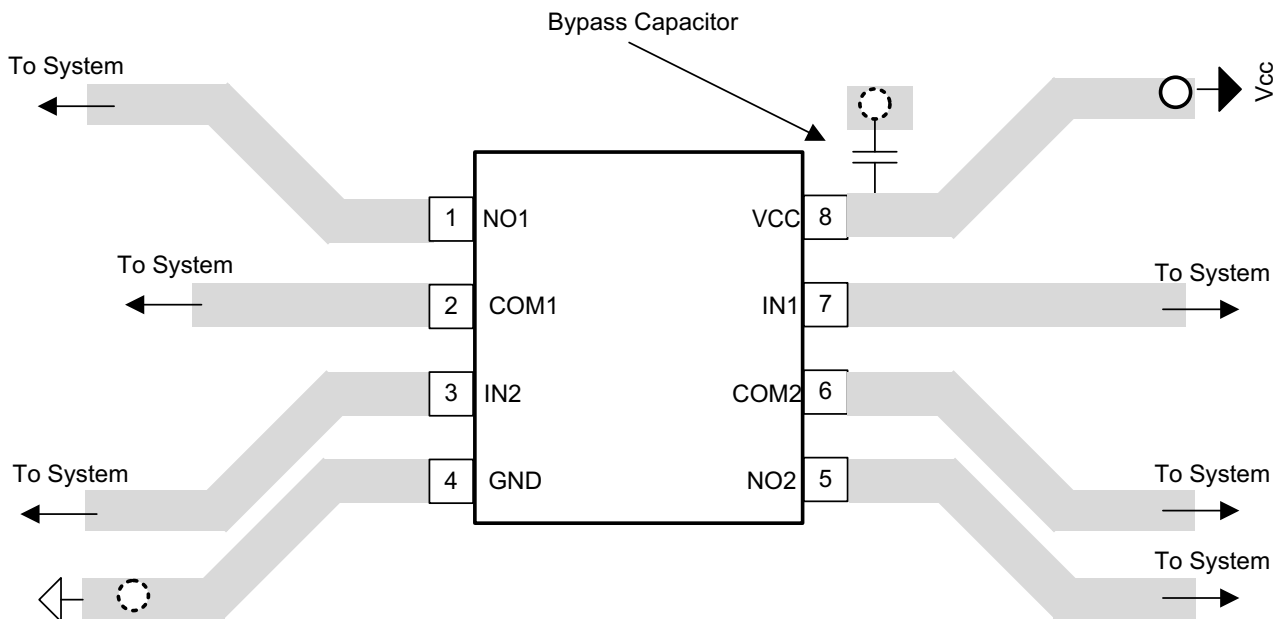 Bypass Capacitor
To System
Vcc
1 NO1
VCC 8
To System
2 COM1
IN1 7
To System
3 IN2
COM2 6
To System
4 GND
NO2 5
To System
To System